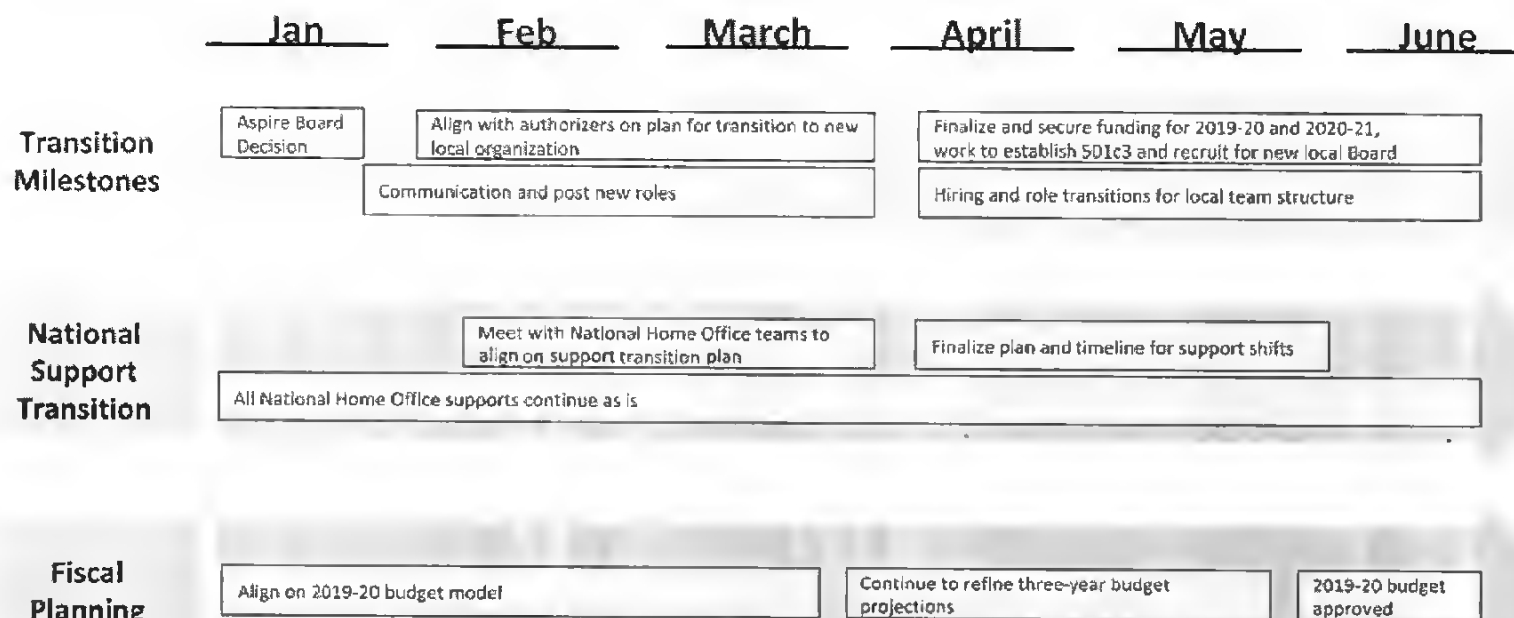 Jan Feb March April May June
Transition
Milestones
Aspire Board
Decision
Align with authorizers on plan for transition to new
local organization
Finalize and secure funding for 2019-20 and 2020-21,
work to establish 501c3 and recruit for new local Board
Communication and post new roles
Hiring and role transitions for local team structure
National
Support
Transition
Meet with National Home Office teams to
align on support transition plan
Finalize plan and timeline for support shifts
All National Home Office supports continue as is
Fiscal
Planning
Align on 2019-20 budget model
Continue to refine three-year budget
projections
2019-20 budget
approved